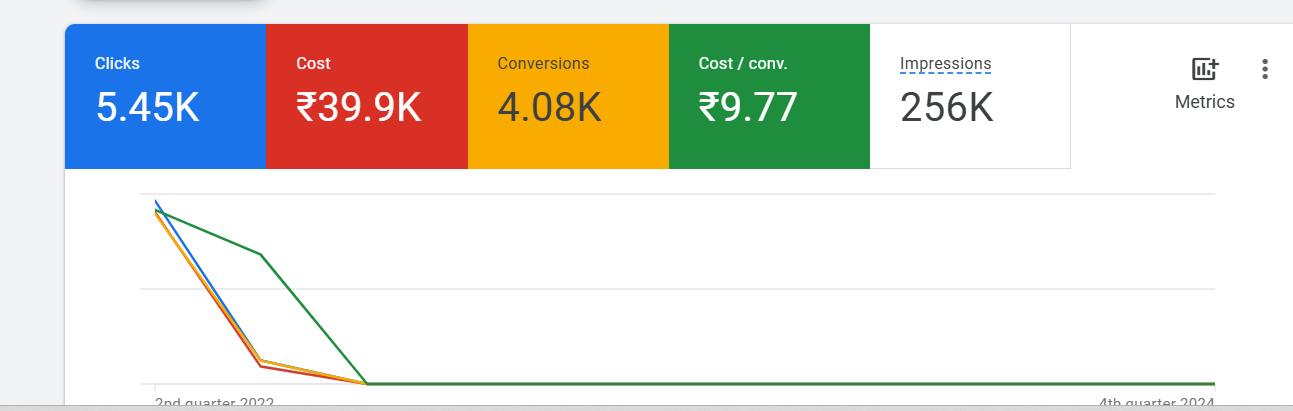 Clicks
5.45K
Cost
₹39.9K
Conversions
4.08K
Cost / conv.
₹9.77
Impressions
256K
Metrics
2nd quarter 2022
4th quarter 2024